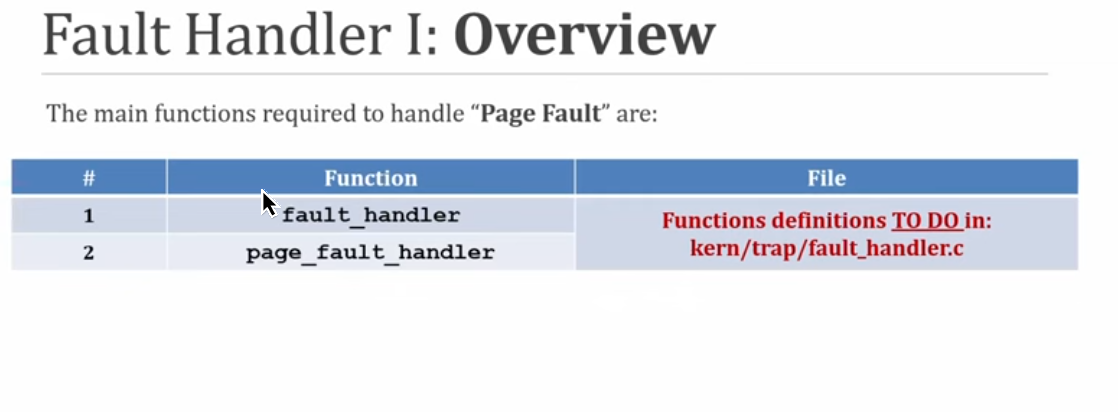 Fault Handler I: Overview
The main functions required to handle “Page Fault” are:
# Function File
1 fault_handler
Functions definitions TO DO in:
kern/trap/fault_handler.c
2 page_fault_handler